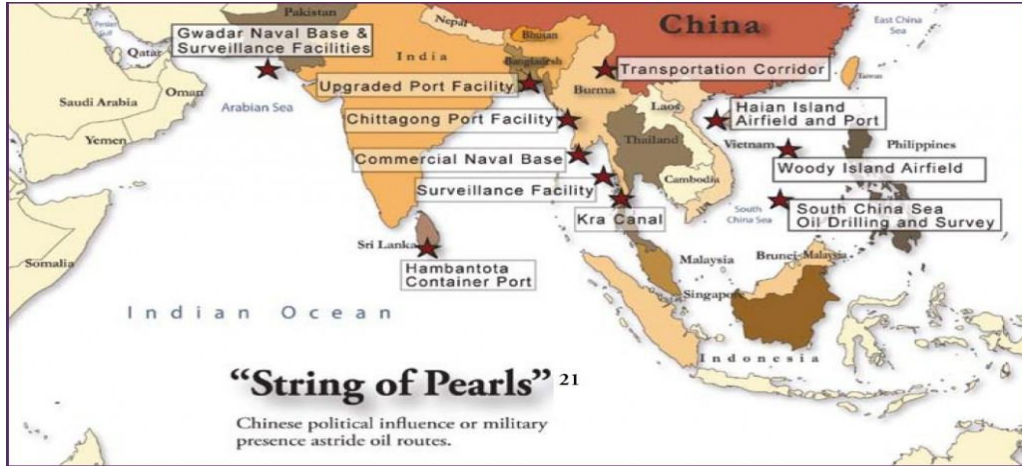 Persian
Gulf
Pakistan
Nepal
Bhutan
China
East China
Sea
Gwadar Naval Base &
Surveillance Facilities
Qatar
India
Bangladesh
Transportation Corridor
Taiwan
Oman
Upgraded Port Facility
Burma
Saudi Arabia
Arabian Sea
Laos
Haian Island
Airfield and Port
Chittagong Port Facility
Yemen
Thailand
Vietnam
Philippines
Commercial Naval Base
Woody Island Airfield
Cambodia
Surveillance Facility
South
China Sea
South China Sea
Oil Drilling and Survey
Kra Canal
Sri Lanka
Somalia
Malaysia
Brunei
Malaysia
Hambantota
Container Port
Singapore
Indian Ocean
Indonesia
“String of Pearls” 21
Chinese political influence or military
presence astride oil routes.